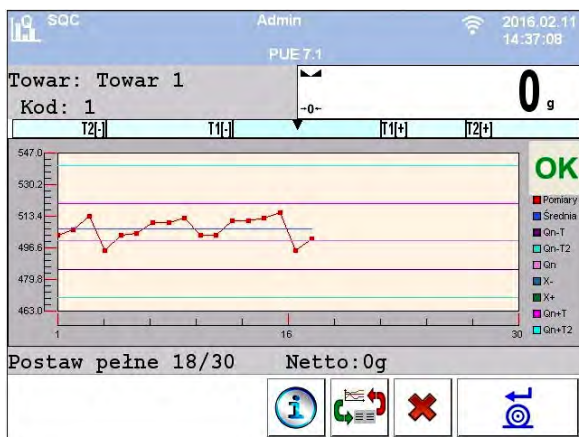 SQC Admin 2016.02.11
14:37:08
PUE 7.1
Towar: Towar 1
Kod: 1
→0← 0 g
T2[-] T1[-] T1[+] T2[+]
547.0
530.2
513.4
496.6
479.8
463.0
1 16 30
OK
Pomiary
Średnia
Qn-T
Qn-T2
Qn
X-
X+
Qn+T
Qn+T2
Postaw pełne 18/30 Netto:0g